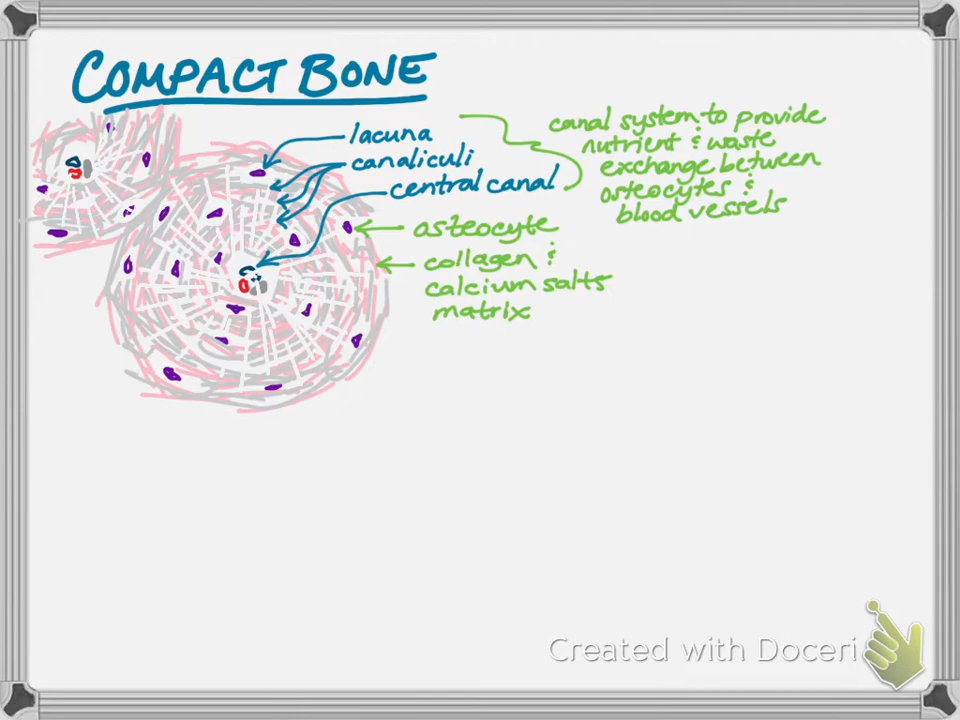 COMPACT BONE
lacuna
canaliculi
central canal
canal system to provide
nutrient & waste
exchange between
osteocytes &
blood vessels
osteocyte
collagen &
calcium salts
matrix
Created with Doceri